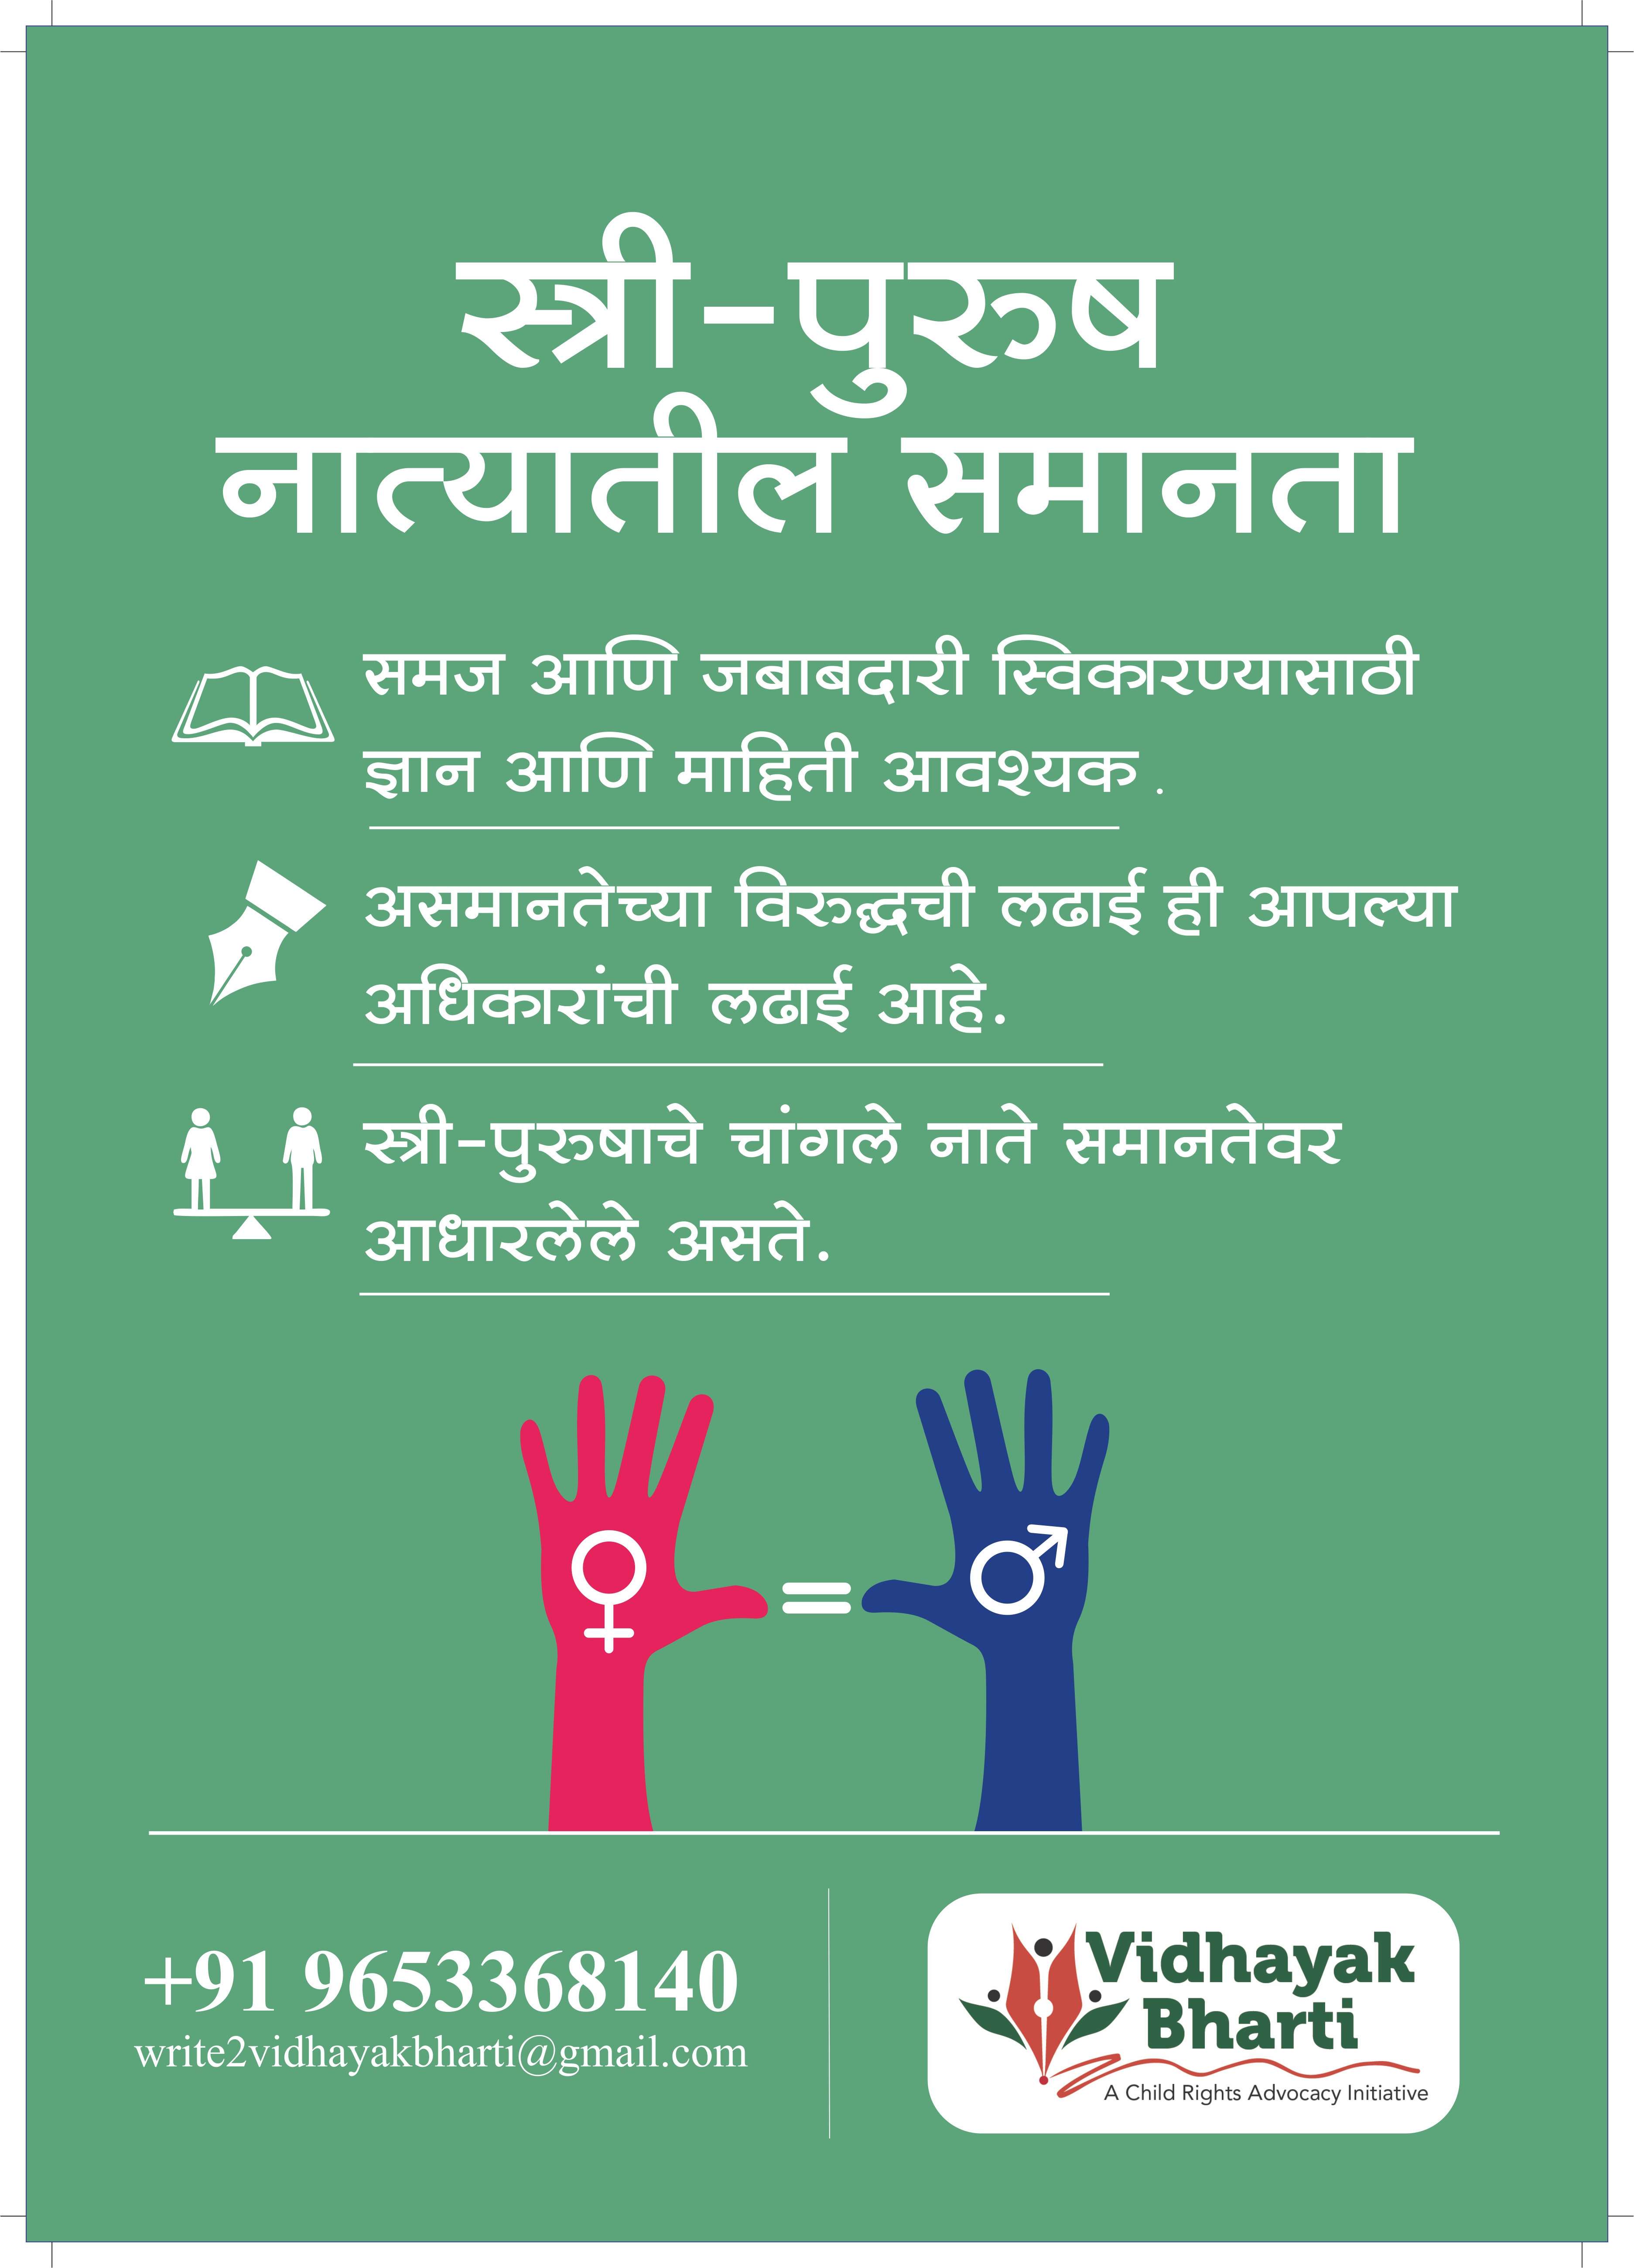 स्त्री-पुरुष
नात्यातील समानता
समज आणि जबाबदारी स्विकारण्यासाठी
ज्ञान आणि माहिती आवश्यक .
असमानतेच्या विरुद्धची लढाई ही आपल्या
अधिकारांची लढाई आहे.
स्त्री-पुरुषाचे चांगले नाते समानतेवर
आधारलेले असते.
+91 9653368140
write2vidhayakbharti@gmail.com
Vidhayak
Bharti
A Child Rights Advocacy Initiative